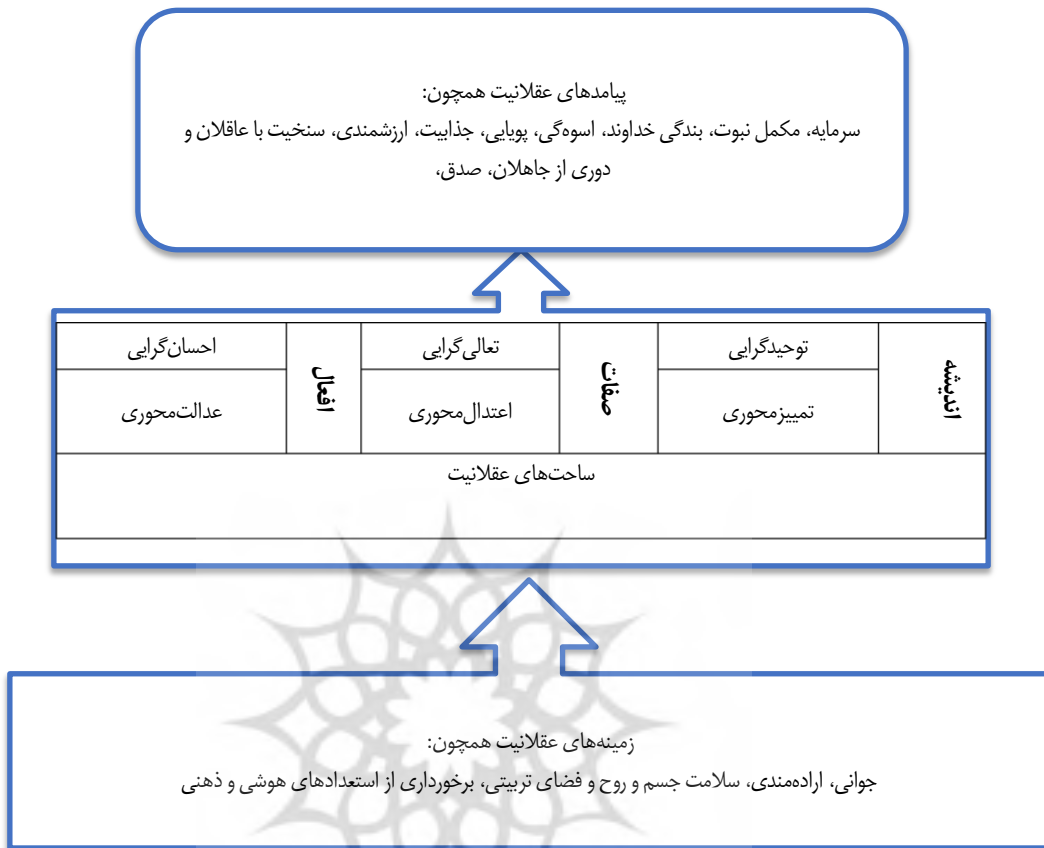 پیامدهای عقلانیت همچون:
سرمایه، مکمل نبوت، بندگی خداوند، اسوه‌گی، پویایی، جذابیت، ارزشمندی، سنخیت با عاقلان و
دوری از جاهلان، صدق،
اندیشه
توحیدگرایی
تمییزمحوری
صفات
تعالی‌گرایی
اعتدال‌محوری
افعال
احسان‌گرایی
عدالت‌محوری
ساحت‌های عقلانیت
زمینه‌های عقلانیت همچون:
جوانی، اراده‌مندی، سلامت جسم و روح و فضای تربیتی، برخورداری از استعدادهای هوشی و ذهنی